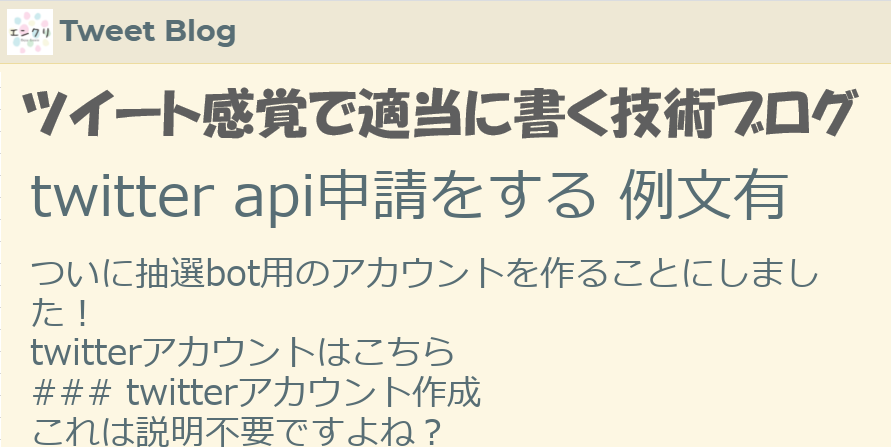 エンクリ
Tweet Blog
ツイート感覚で適当に書く技術ブログ
twitter api申請をする 例文有
ついに抽選bot用のアカウントを作ることにしまし
た！
twitterアカウントはこちら
### twitterアカウント作成
これは説明不要ですよね？